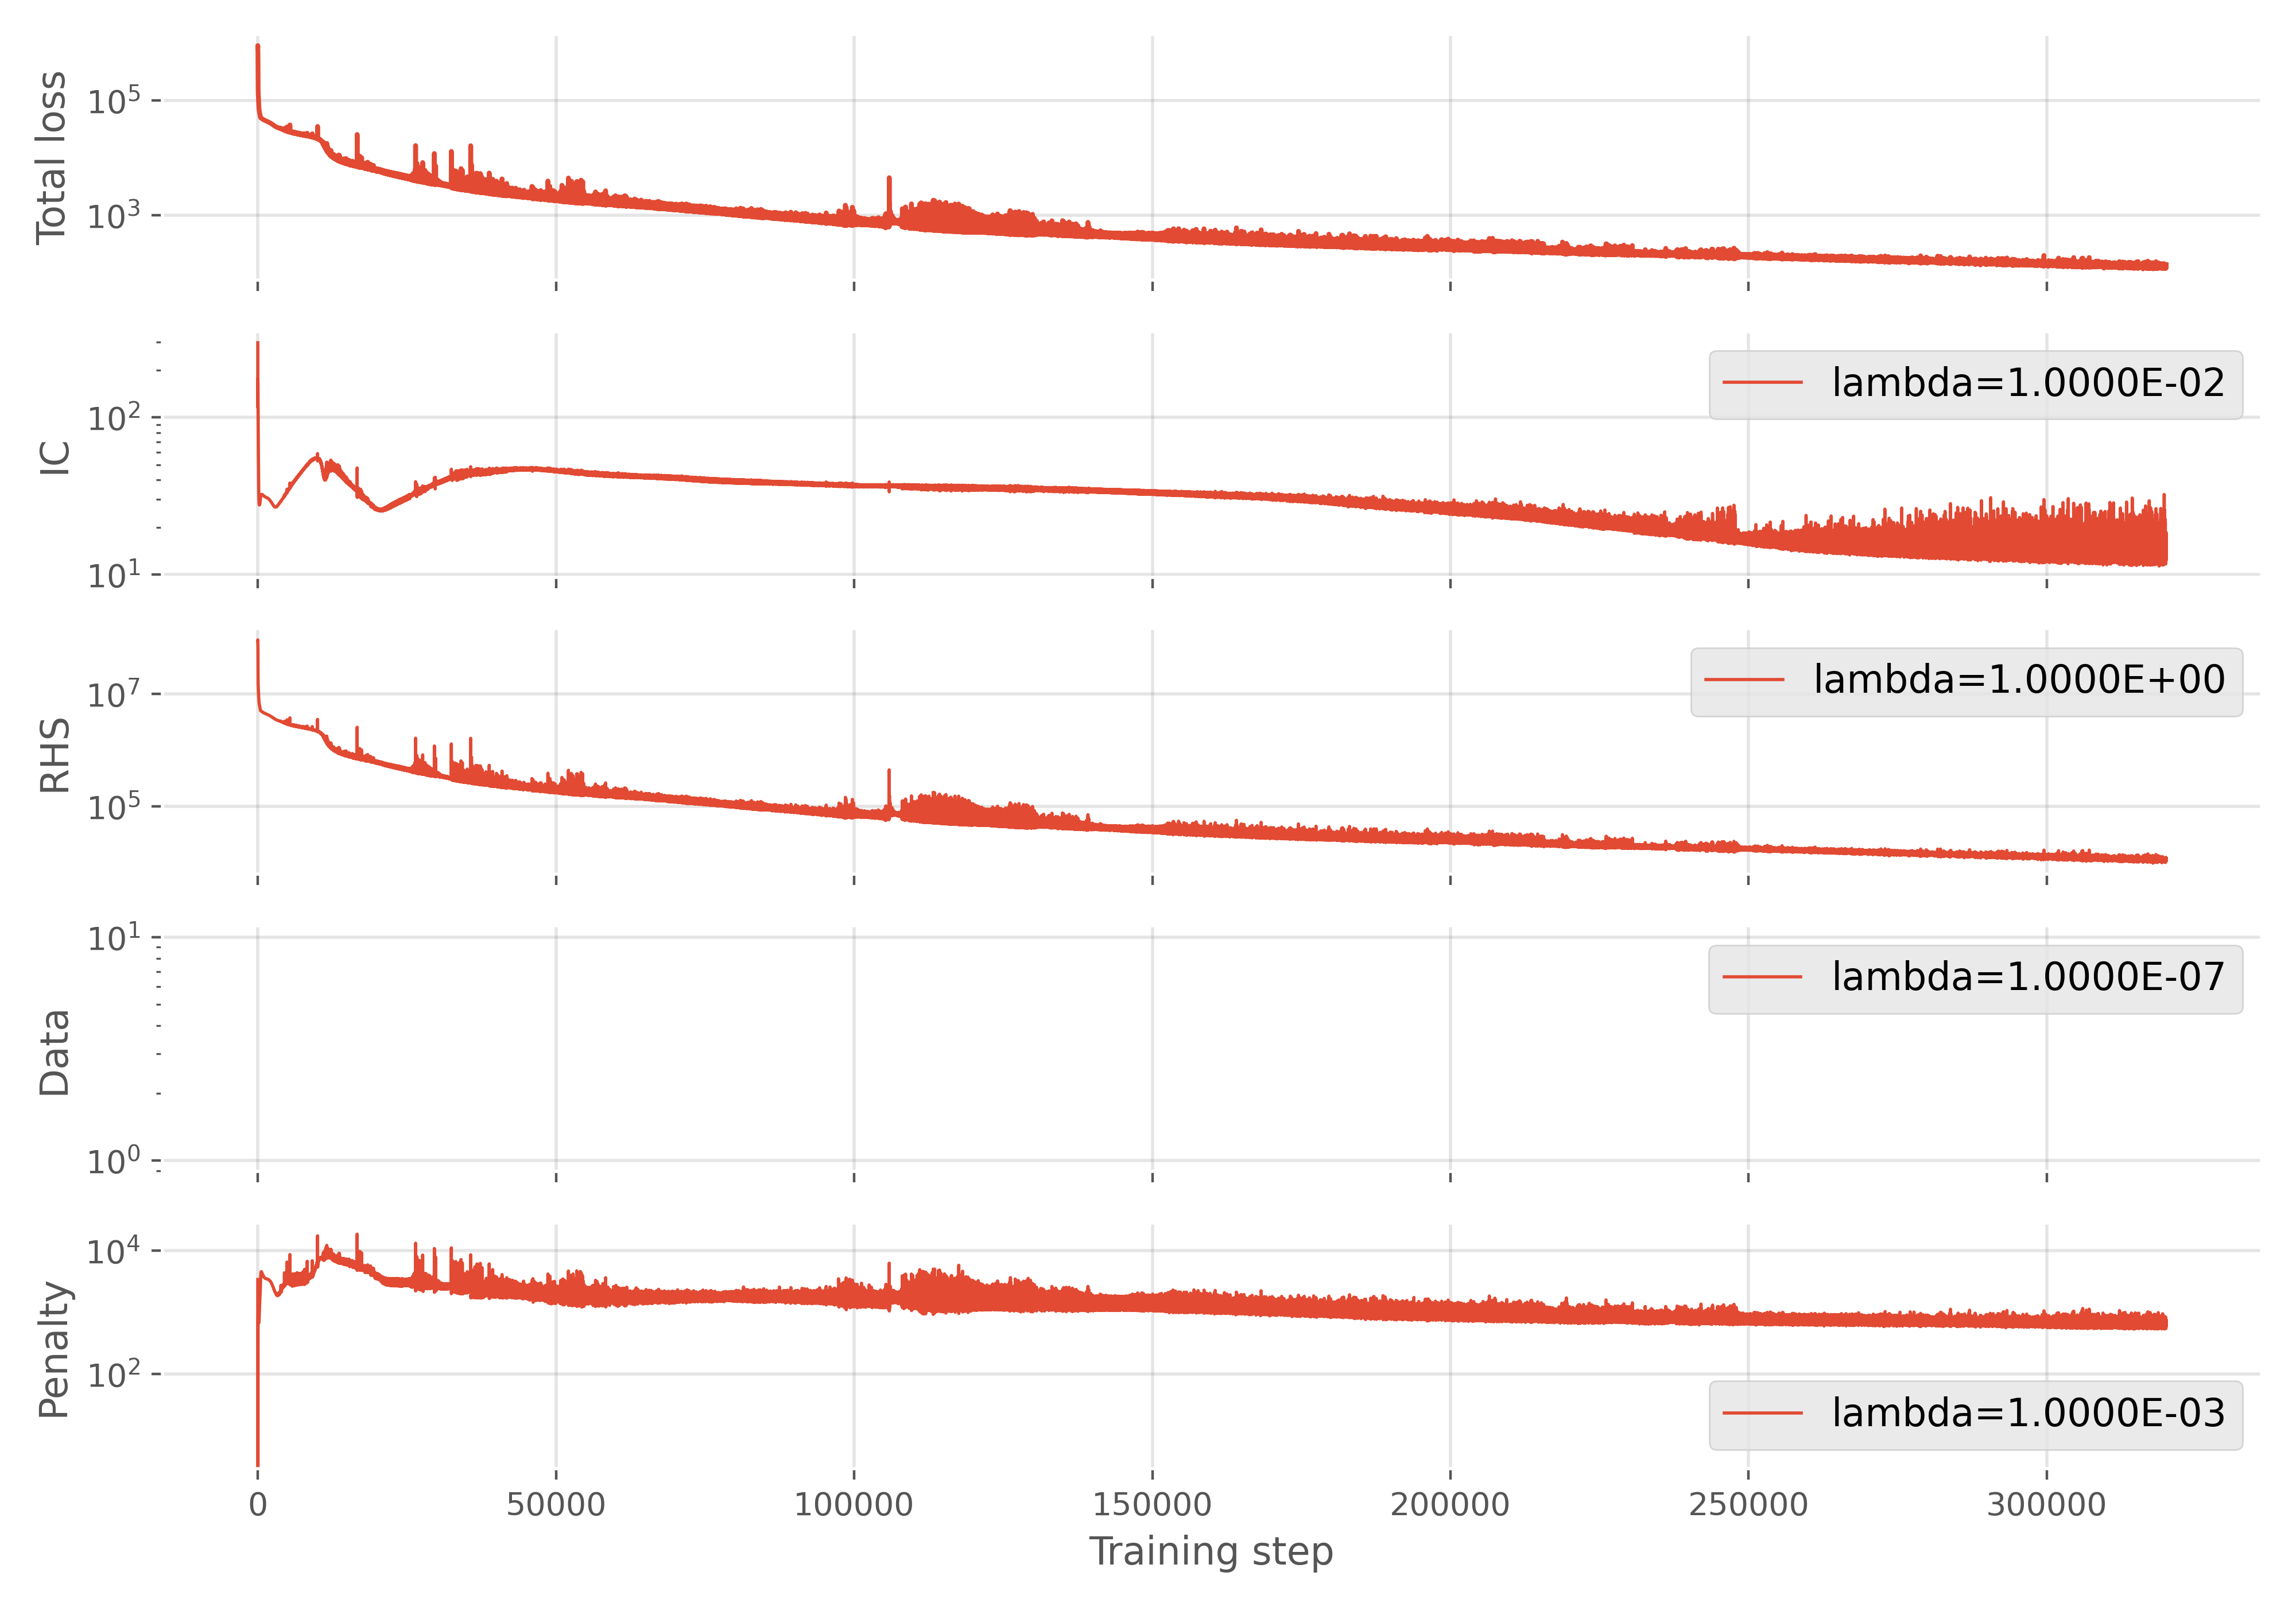 Total loss
10^5
10^3
IC
10^2
10^1
lambda=1.0000E-02
RHS
10^7
10^5
lambda=1.0000E+00
Data
10^1
10^0
lambda=1.0000E-07
Penalty
10^4
10^2
lambda=1.0000E-03
0 50000 100000 150000 200000 250000 300000
Training step